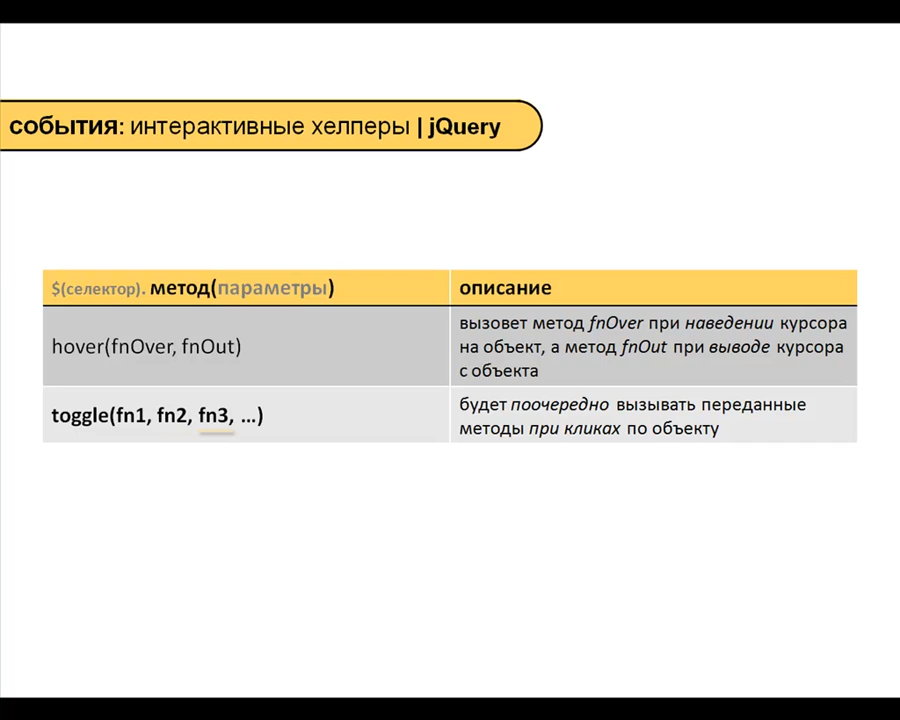 события: интерактивные хелперы | jQuery
$(селектор). метод(параметры)
описание
hover(fnOver, fnOut)
вызовет метод fnOver при наведении курсора
на объект, а метод fnOut при выводе курсора
с объекта
toggle(fn1, fn2, fn3, ...)
будет поочередно вызывать переданные
методы при кликах по объекту